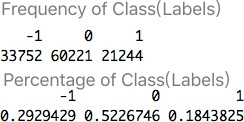 Frequency of Class(Labels)
-1 0 1
33752 60221 21244
Percentage of Class(Labels)
-1 0 1
0.2929429 0.5226746 0.1843825